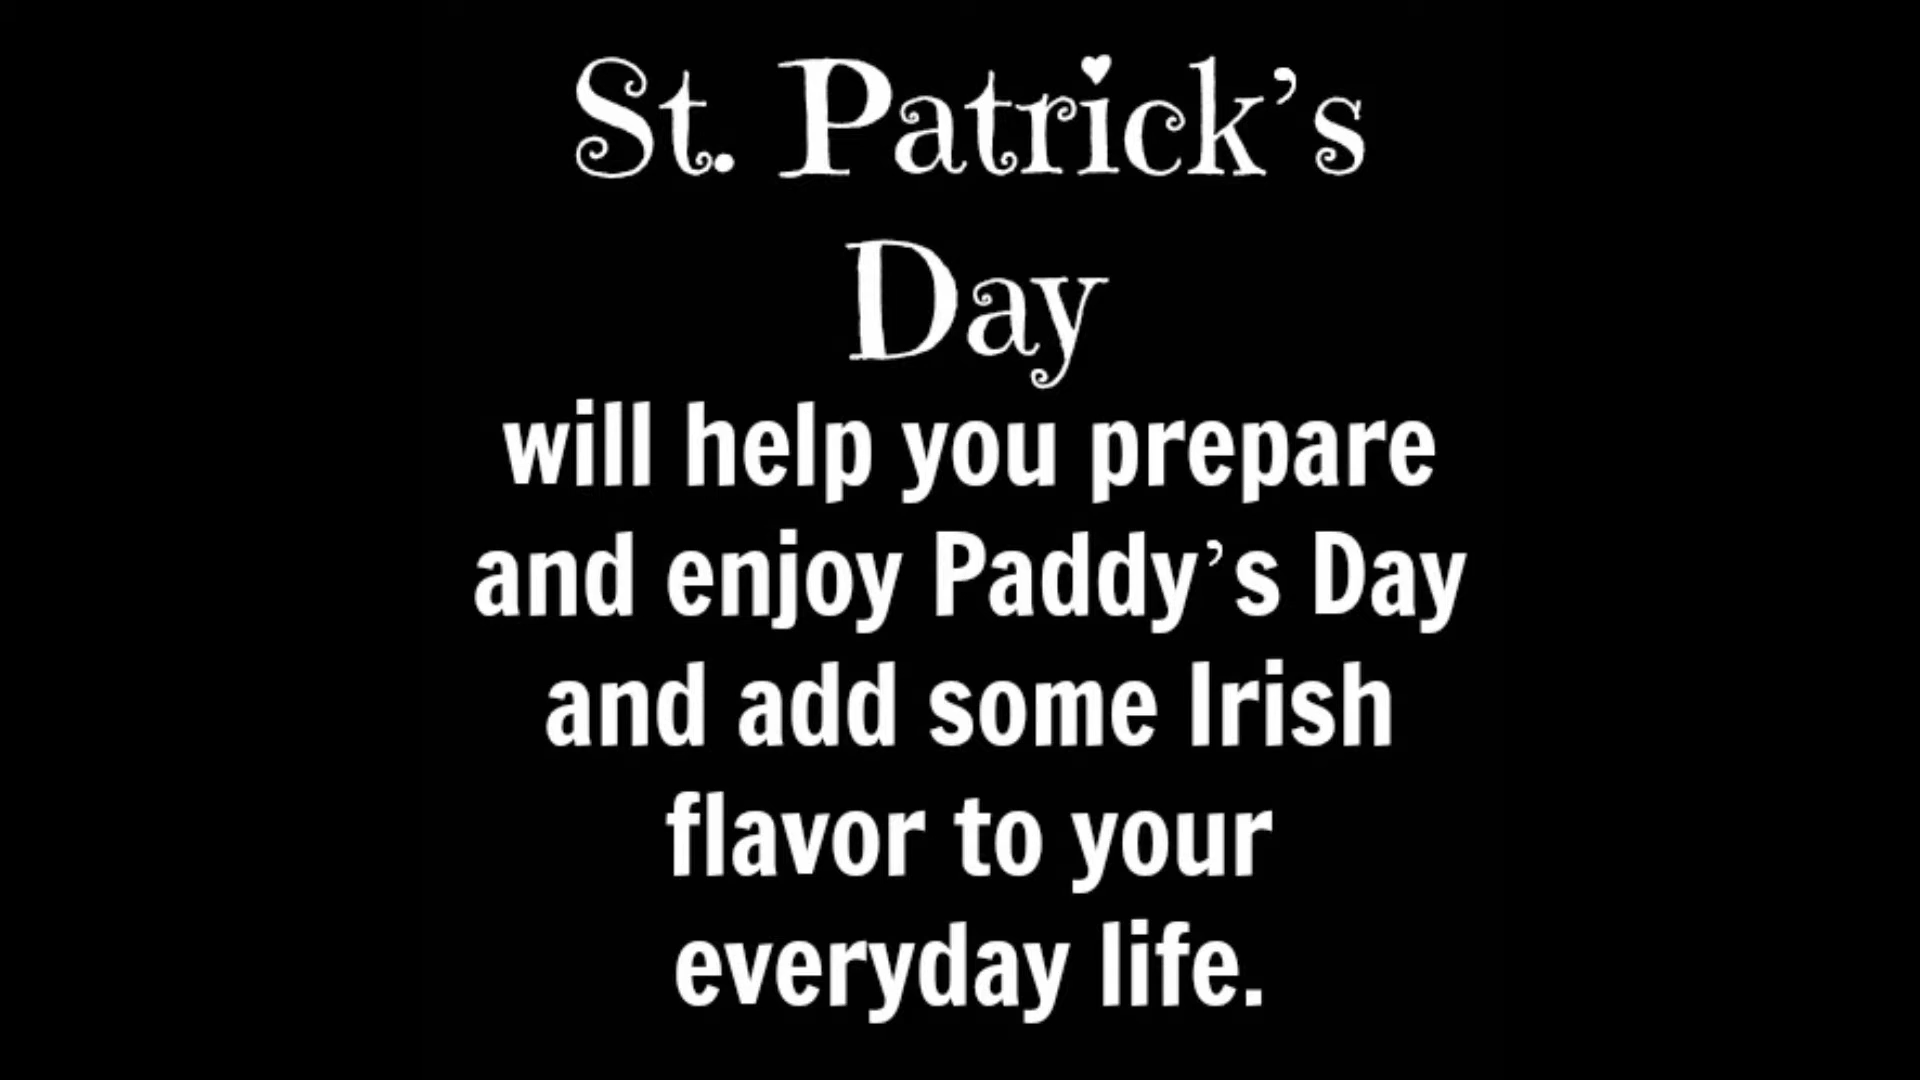 St. Patrick’s
Day
will help you prepare
and enjoy Paddy’s Day
and add some Irish
flavor to your
everyday life.